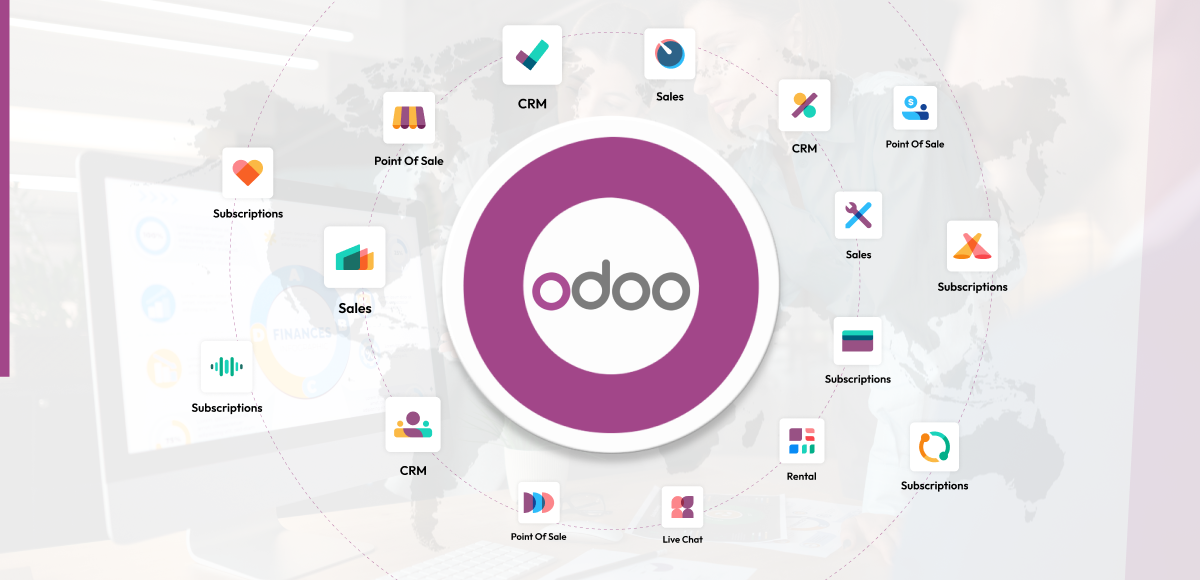 CRM
Sales
CRM
Point Of Sale
Point Of Sale
Subscriptions
Sales
Subscriptions
odoo
Sales
FINANCES
Subscriptions
Subscriptions
CRM
Rental
Subscriptions
Point Of Sale
Live Chat